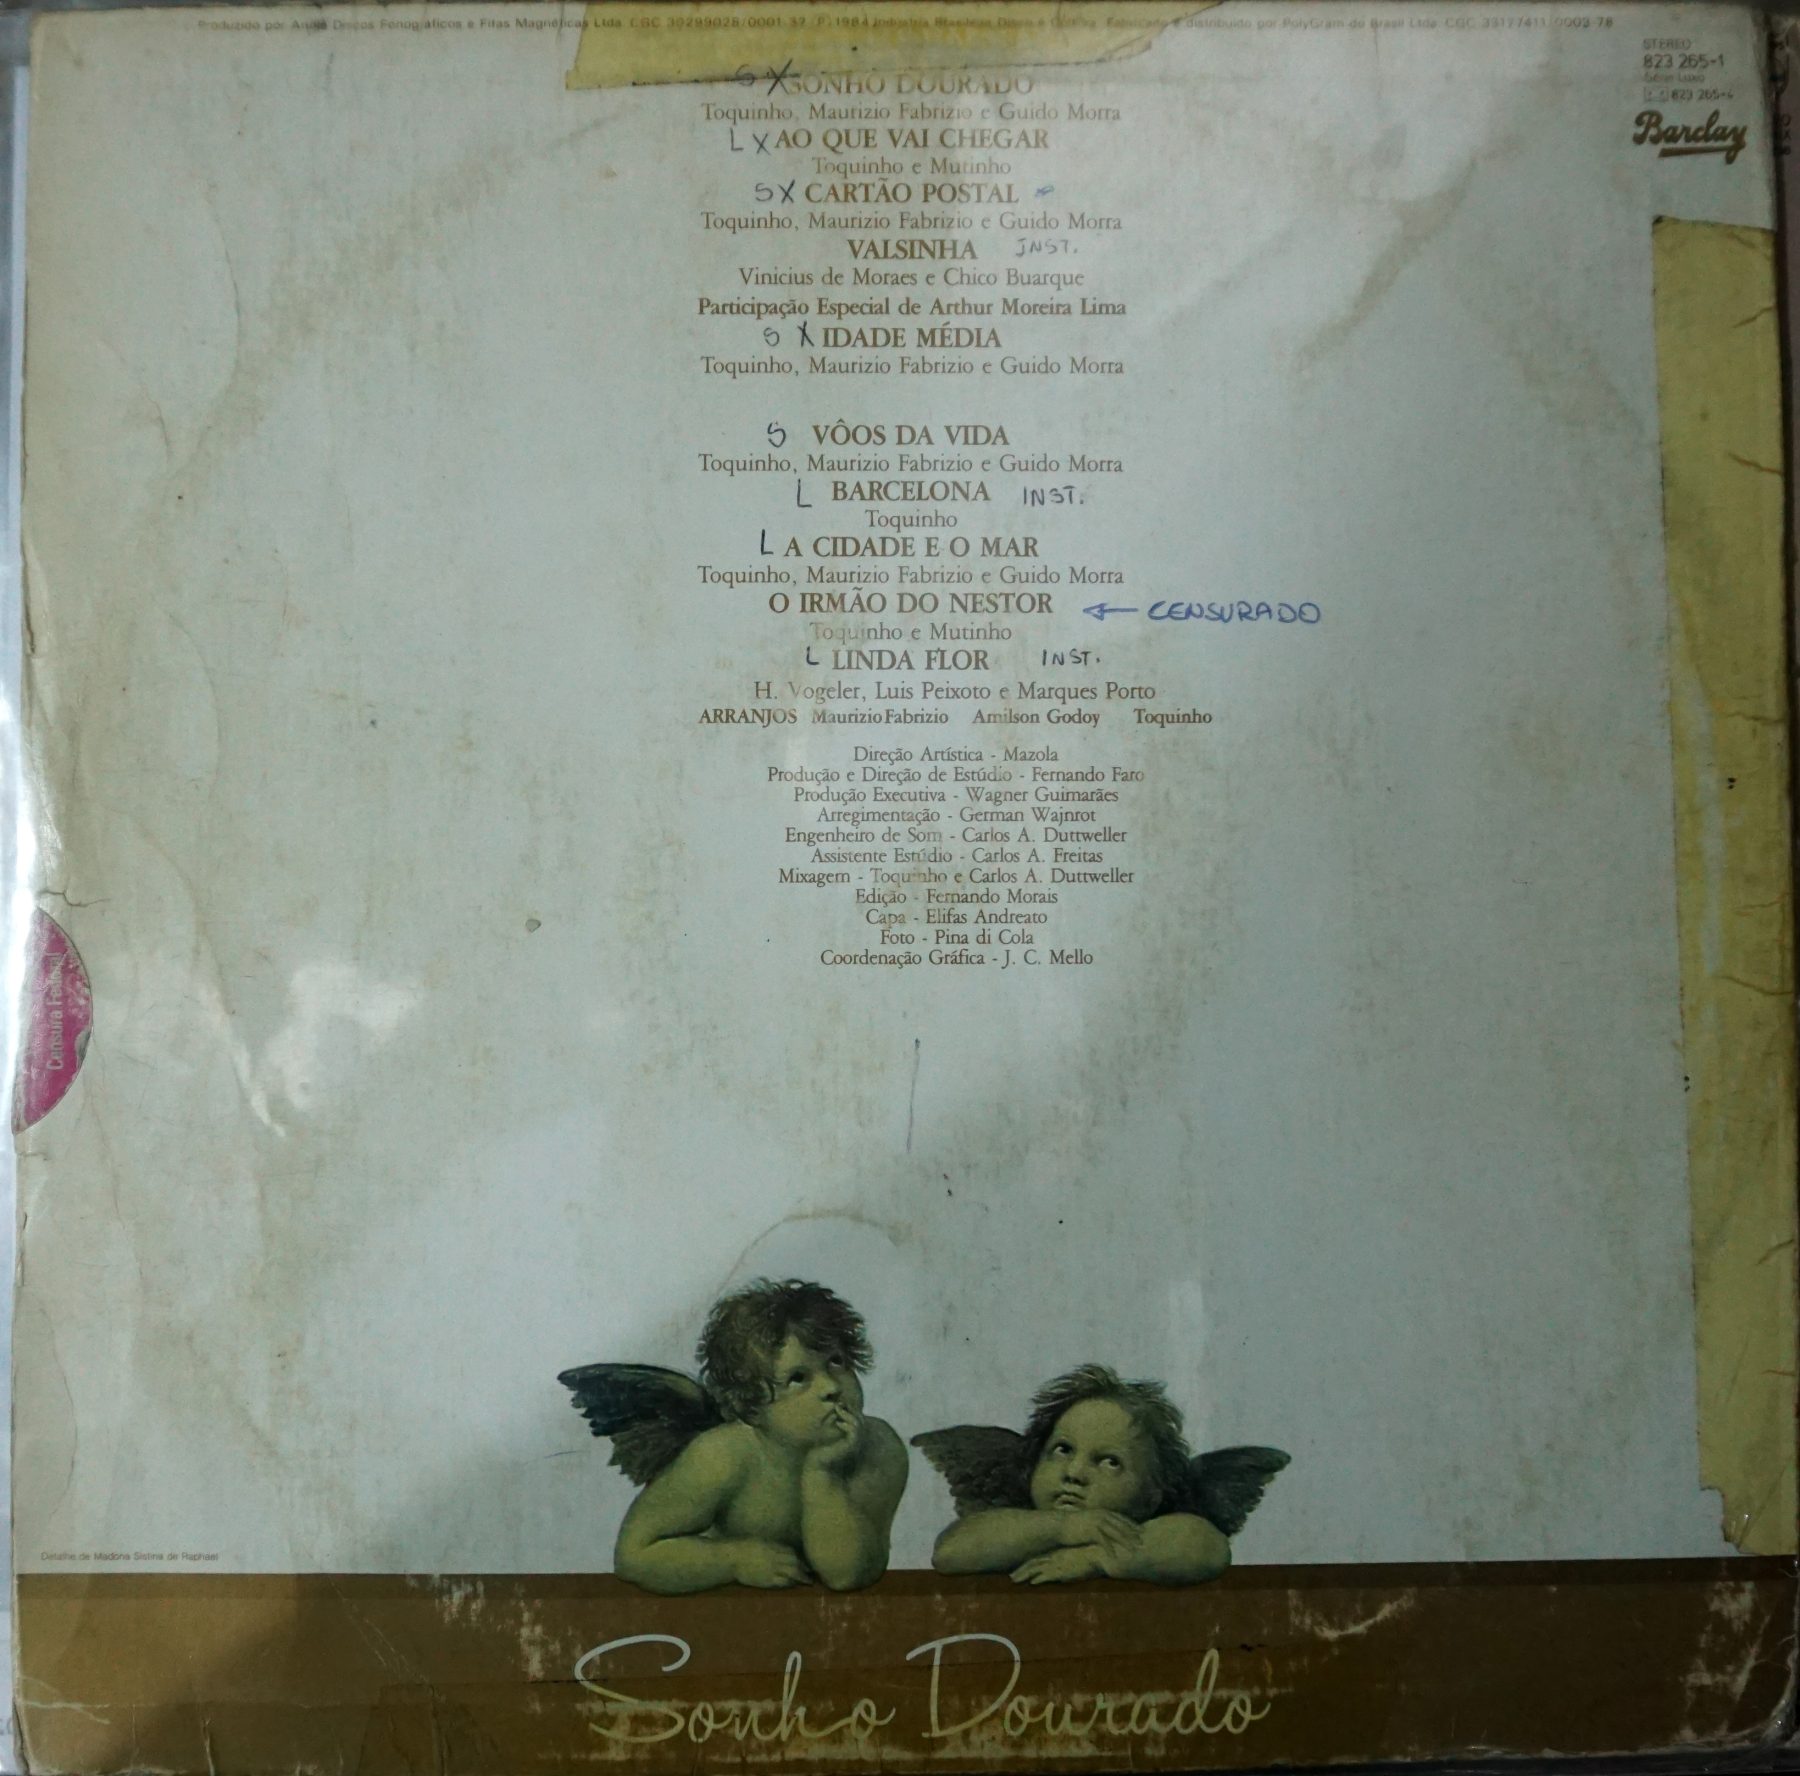 Produzido por Ariola Discos Fonográficos e Fitas Magnéticas Ltda. CGC 30299028/0001-32 (P) 1984 Indústria Brasileira Disco é Cultura. Fabricado e distribuído por PolyGram do Brasil Ltda. CGC 33177411/0003-78
STEREO
823 265-1
Série Luxo
823 265-4
Barclay
S X SONHO DOURADO
Toquinho, Maurizio Fabrizio e Guido Morra
L X AO QUE VAI CHEGAR
Toquinho e Mutinho
S X CARTÃO POSTAL
Toquinho, Maurizio Fabrizio e Guido Morra
VALSINHA INST.
Vinicius de Moraes e Chico Buarque
Participação Especial de Arthur Moreira Lima
S X IDADE MÉDIA
Toquinho, Maurizio Fabrizio e Guido Morra
S VÔOS DA VIDA
Toquinho, Maurizio Fabrizio e Guido Morra
L BARCELONA INST.
Toquinho
L A CIDADE E O MAR
Toquinho, Maurizio Fabrizio e Guido Morra
O IRMÃO DO NESTOR ← CENSURADO
Toquinho e Mutinho
L LINDA FLOR INST.
H. Vogeler, Luis Peixoto e Marques Porto
ARRANJOS Maurizio Fabrizio Amilson Godoy Toquinho
Direção Artística - Mazola
Produção e Direção de Estúdio - Fernando Faro
Produção Executiva - Wagner Guimarães
Arregimentação - German Wajnrot
Engenheiro de Som - Carlos A. Duttweller
Assistente Estúdio - Carlos A. Freitas
Mixagem - Toquinho e Carlos A. Duttweller
Edição - Fernando Morais
Capa - Elifas Andreato
Foto - Pina di Cola
Coordenação Gráfica - J. C. Mello
Censura Federal
Detalhe de Madona Sistina de Raphael
Sonho Dourado